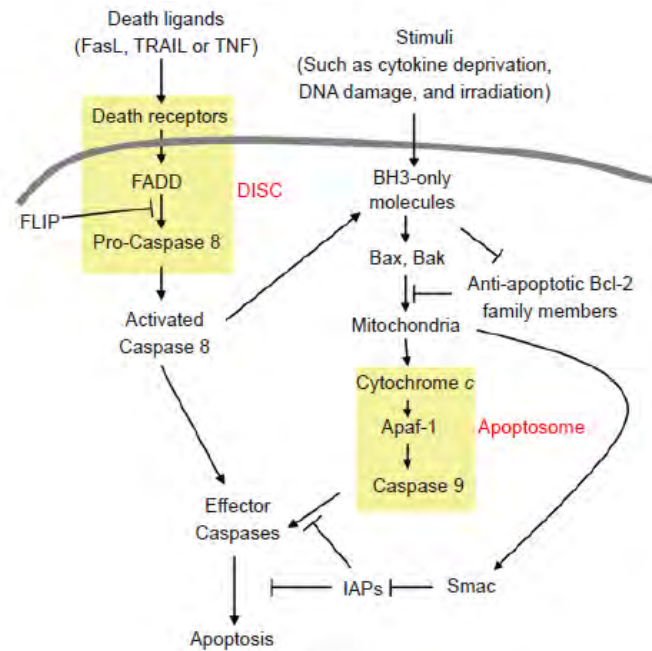 Death ligands
(FasL, TRAIL or TNF)
Stimuli
(Such as cytokine deprivation,
DNA damage, and irradiation)
Death receptors
FADD
DISC
FLIP
Pro-Caspase 8
BH3-only
molecules
Bax, Bak
Anti-apoptotic Bcl-2
family members
Activated
Caspase 8
Mitochondria
Cytochrome c
Apaf-1
Apoptosome
Caspase 9
Effector
Caspases
IAPs
Smac
Apoptosis